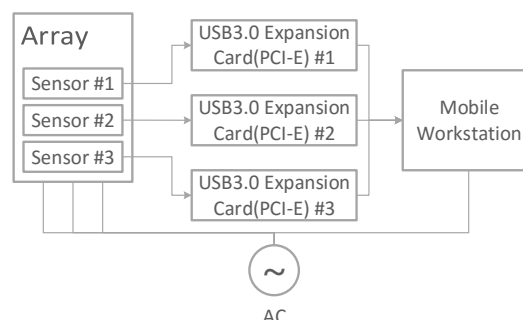 Array
Sensor #1
Sensor #2
Sensor #3
USB3.0 Expansion
Card(PCI-E) #1
USB3.0 Expansion
Card(PCI-E) #2
USB3.0 Expansion
Card(PCI-E) #3
Mobile
Workstation
~
AC